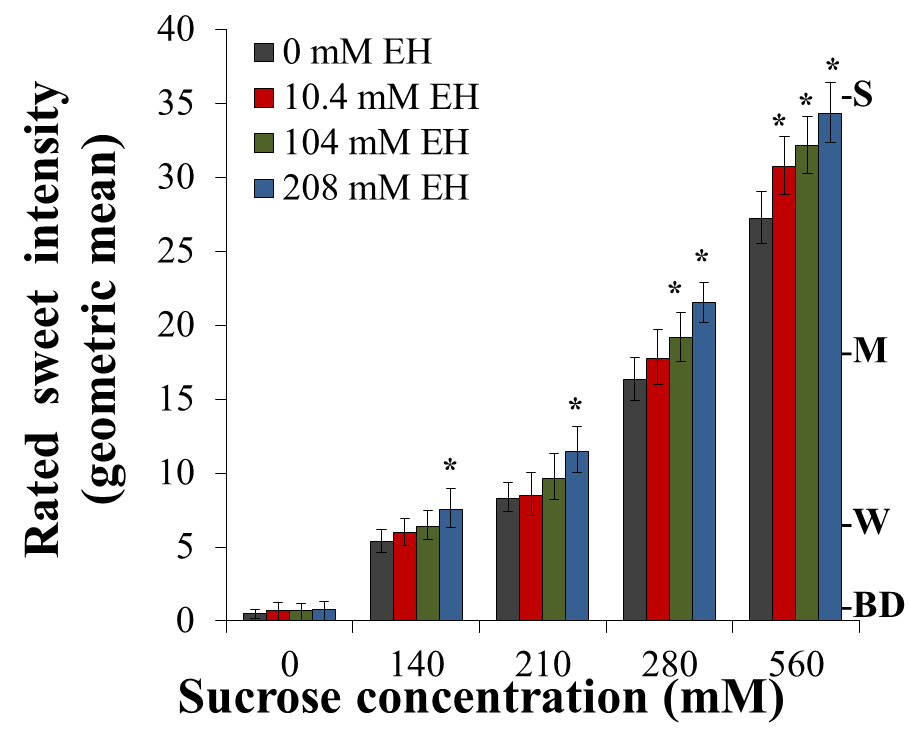 Rated sweet intensity
(geometric mean)
40
35
30
25
20
15
10
5
0
0 mM EH
10.4 mM EH
104 mM EH
208 mM EH
*
*
*
*
*
*
*
-S
-M
-W
-BD
0 140 210 280 560
Sucrose concentration (mM)